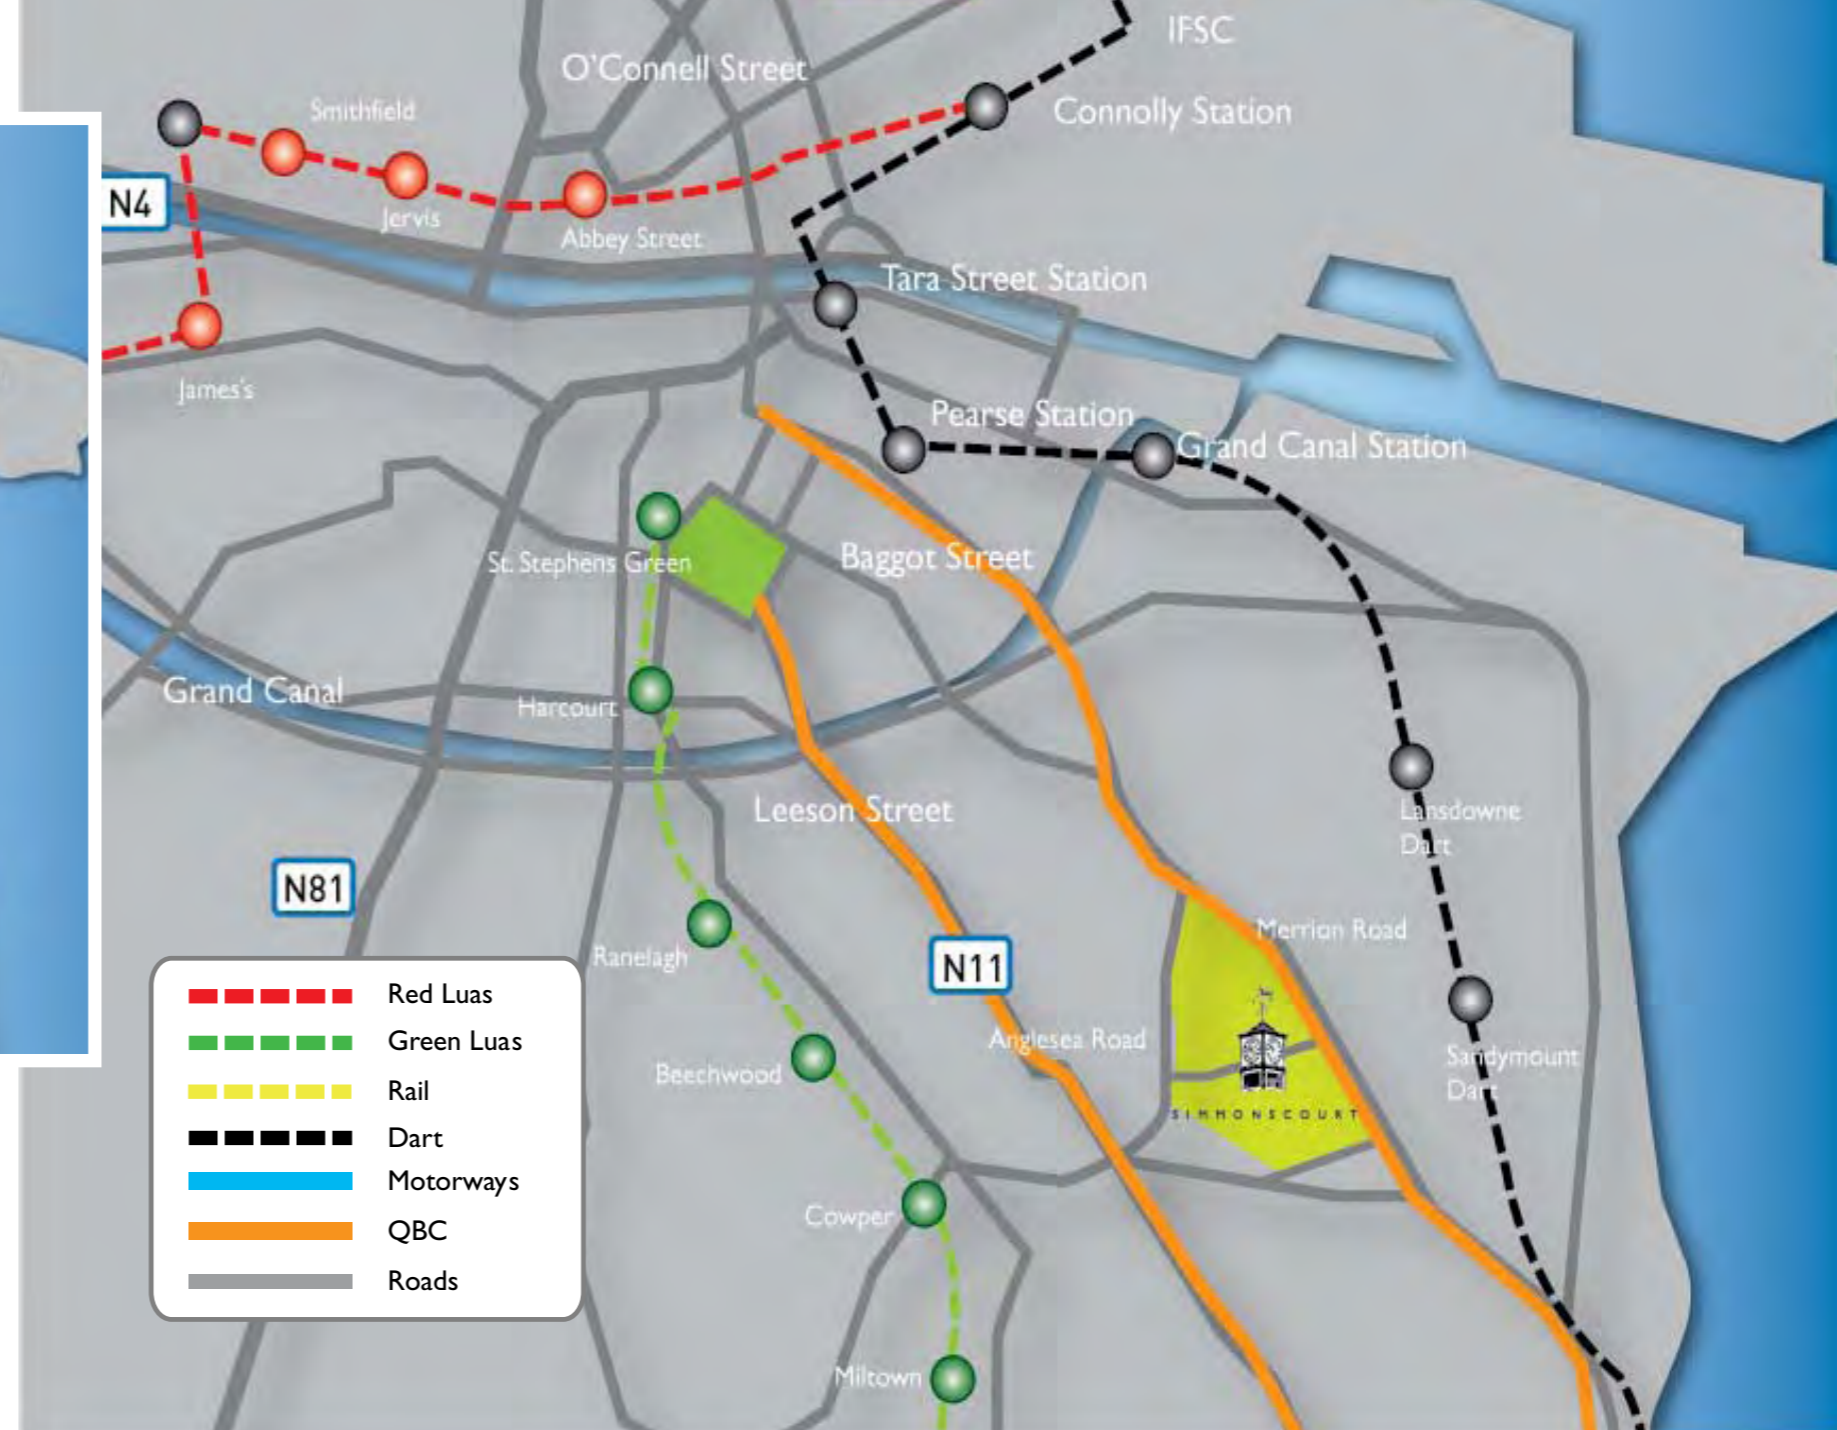 IFSC
O'Connell Street
Smithfield
Connolly Station
N4
Jervis
Abbey Street
Tara Street Station
James's
Pearse Station
Grand Canal Station
St. Stephens Green
Baggot Street
Grand Canal
Harcourt
Leeson Street
Lansdowne
Dart
N81
Merrion Road
Ranelagh
N11
Anglesea Road
Sandymount
Dart
Beechwood
SIMMONSCOURT
Cowper
Miltown
Red Luas
Green Luas
Rail
Dart
Motorways
QBC
Roads